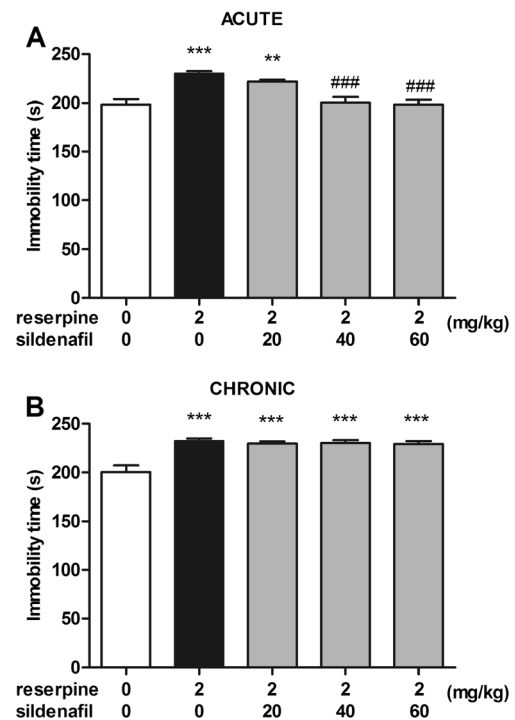 ACUTE
A
*** ** ### ###
250
200
150
100
50
0
Immobility time (s)
reserpine 0 2 2 2 2 (mg/kg)
sildenafil 0 0 20 40 60
CHRONIC
B
*** *** *** ***
250
200
150
100
50
0
Immobility time (s)
reserpine 0 2 2 2 2 (mg/kg)
sildenafil 0 0 20 40 60